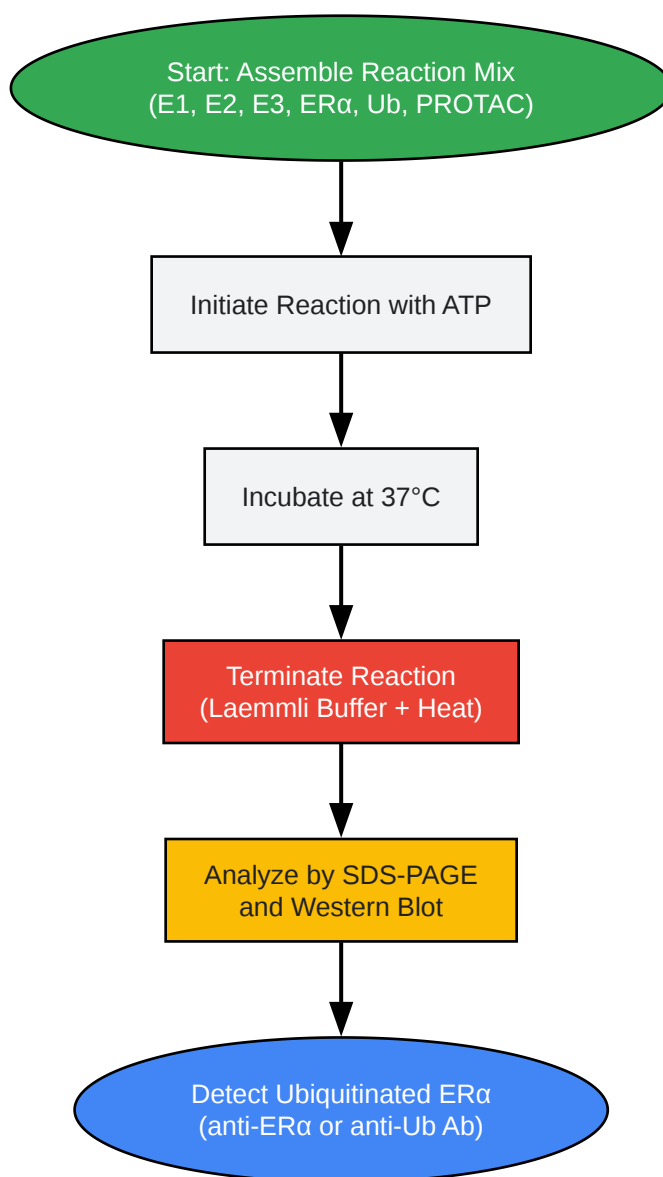 Start: Assemble Reaction Mix
(E1, E2, E3, ERα, Ub, PROTAC)
Initiate Reaction with ATP
Incubate at 37°C
Terminate Reaction
(Laemmli Buffer + Heat)
Analyze by SDS-PAGE
and Western Blot
Detect Ubiquitinated ERα
(anti-ERα or anti-Ub Ab)